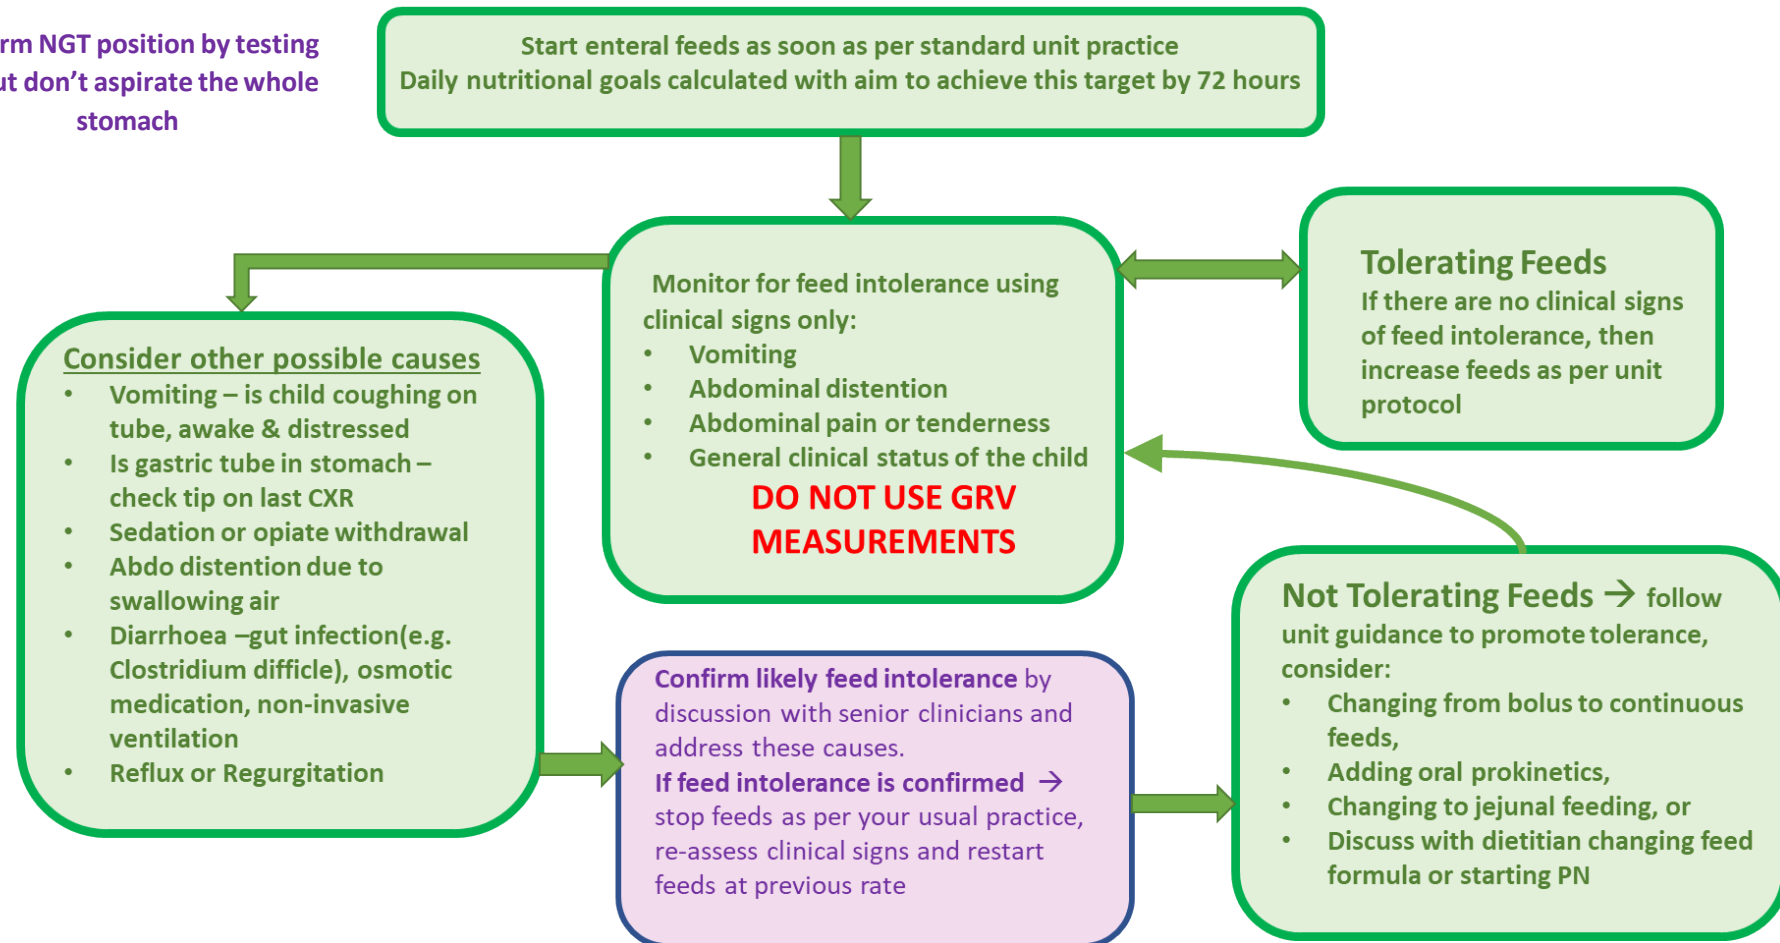 rm NGT position by testing
ut don't aspirate the whole
stomach
Start enteral feeds as soon as per standard unit practice
Daily nutritional goals calculated with aim to achieve this target by 72 hours
Monitor for feed intolerance using
clinical signs only:
• Vomiting
• Abdominal distention
• Abdominal pain or tenderness
• General clinical status of the child
DO NOT USE GRV
MEASUREMENTS
Tolerating Feeds
If there are no clinical signs
of feed intolerance, then
increase feeds as per unit
protocol
Consider other possible causes
• Vomiting – is child coughing on
tube, awake & distressed
• Is gastric tube in stomach –
check tip on last CXR
• Sedation or opiate withdrawal
• Abdo distention due to
swallowing air
• Diarrhoea –gut infection(e.g.
Clostridium difficle), osmotic
medication, non-invasive
ventilation
• Reflux or Regurgitation
Confirm likely feed intolerance by
discussion with senior clinicians and
address these causes.
If feed intolerance is confirmed →
stop feeds as per your usual practice,
re-assess clinical signs and restart
feeds at previous rate
Not Tolerating Feeds → follow
unit guidance to promote tolerance,
consider:
• Changing from bolus to continuous
feeds,
• Adding oral prokinetics,
• Changing to jejunal feeding, or
• Discuss with dietitian changing feed
formula or starting PN